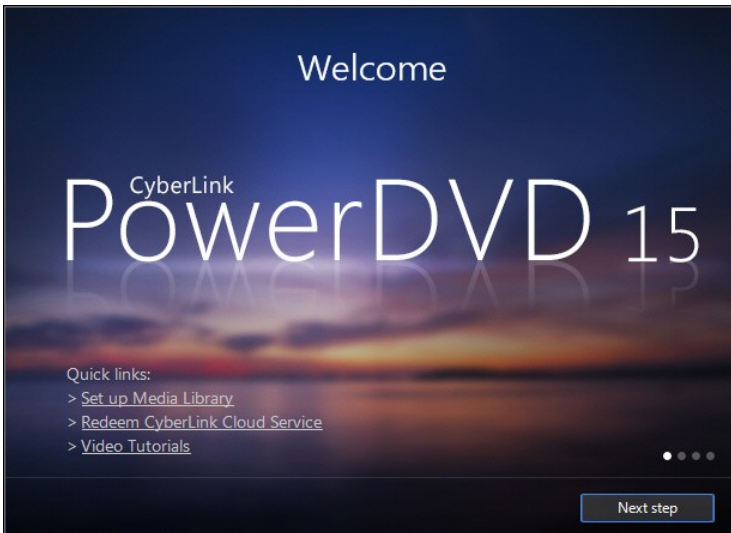 Welcome
CyberLink
PowerDVD 15
Quick links:
> Set up Media Library
> Redeem CyberLink Cloud Service
> Video Tutorials
Next step